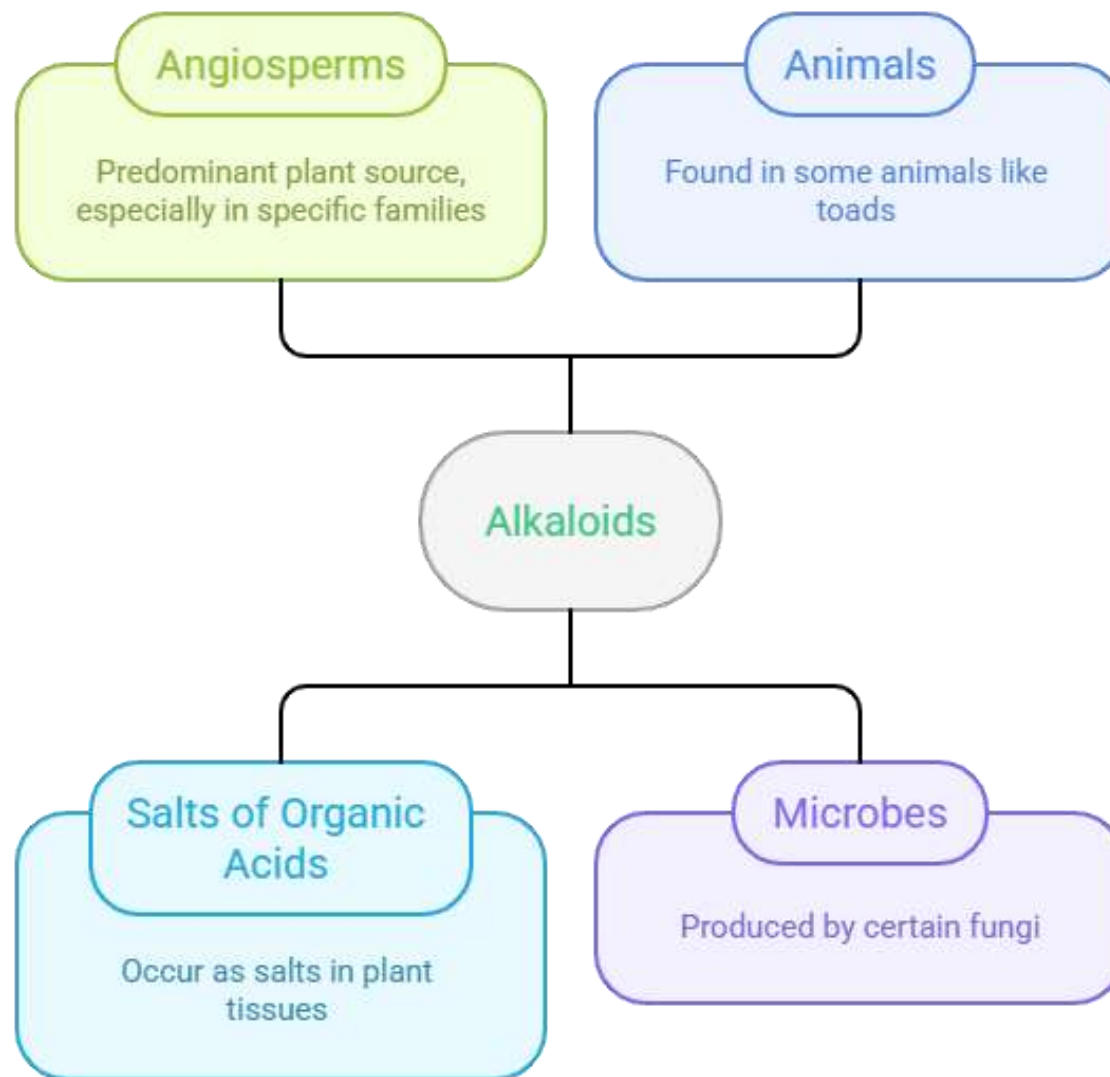 Angiosperms
Predominant plant source,
especially in specific families
Animals
Found in some animals like
toads
Alkaloids
Salts of Organic
Acids
Occur as salts in plant
tissues
Microbes
Produced by certain fungi